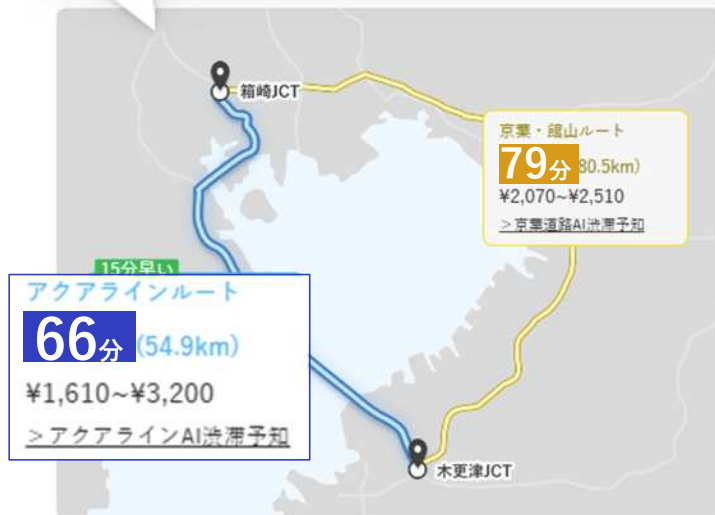 箱崎JCT
京葉・館山ルート
79分 80.5km)
¥2,070~¥2,510
>京葉道路AI渋滞予知
15分早い
アクアラインルート
66分 (54.9km)
¥1,610~¥3,200
>アクアラインAI渋滞予知
木更津JCT